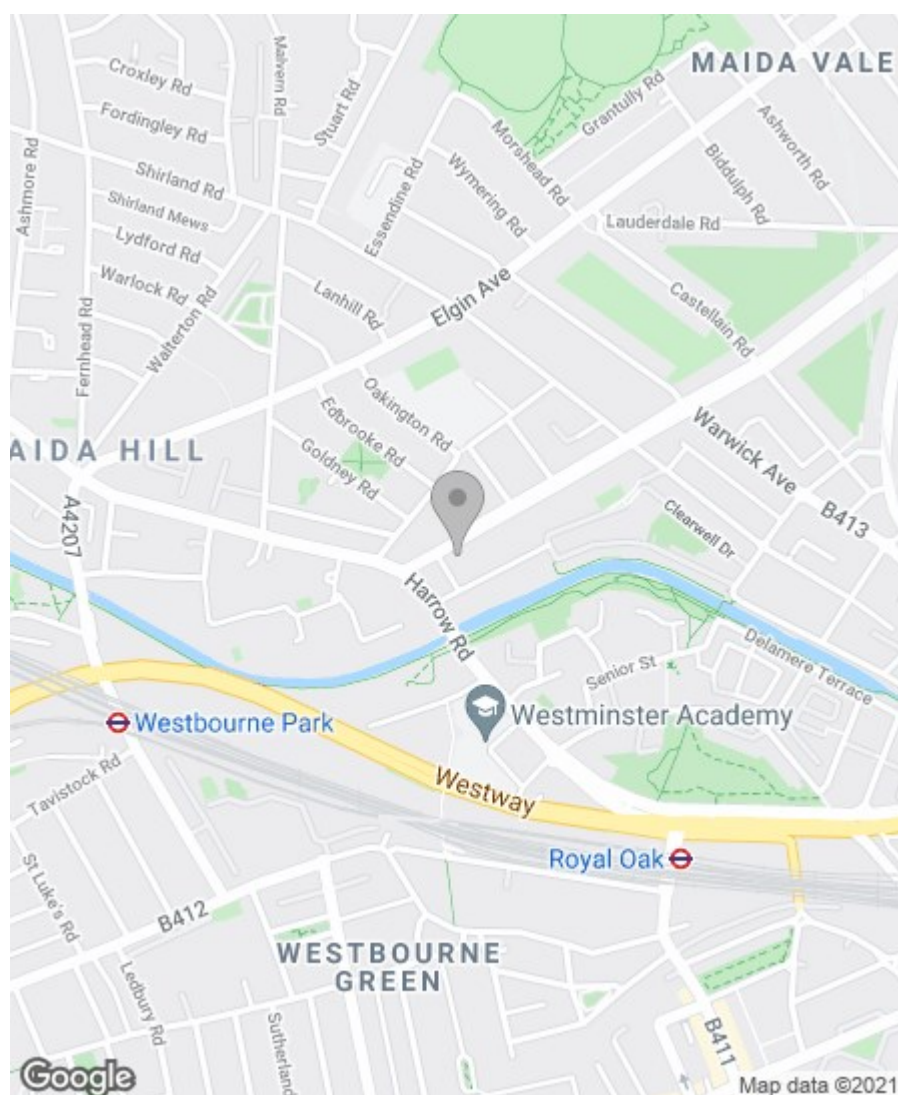 MAIDA VALE
Croxley Rd
Malvern Rd
Stuart Rd
Grantully Rd
Fordingley Rd
Morshead Rd
Ashworth Rd
Ashmore Rd
Shirland Rd
Essendine Rd
Wymering Rd
Biddulph Rd
Shirland Mews
Lauderdale Rd
Lydford Rd
Warlock Rd
Walterton Rd
Lanhill Rd
Elgin Ave
Castellain Rd
Fernhead Rd
Oakington Rd
Edbrooke Rd
Goldney Rd
AIDA HILL
Warwick Ave
B413
A4207
Clearwell Dr
Harrow Rd
Delamere Terrace
Senior St
Westminster Academy
Westbourne Park
Tavistock Rd
Westway
Royal Oak
St Luke's Rd
B412
WESTBOURNE
GREEN
Ledbury Rd
Sutherland
B411
Google
Map data ©2021